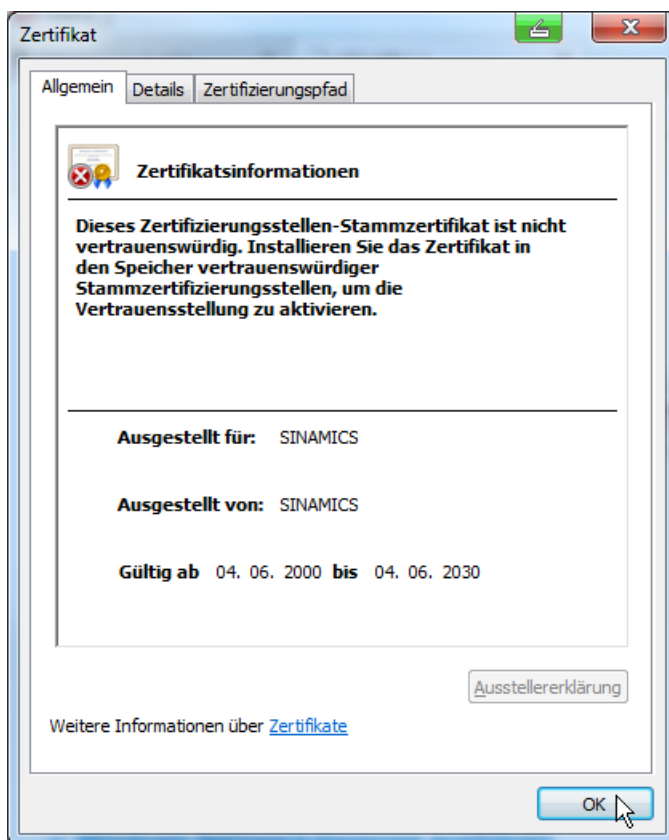 Zertifikat
Allgemein Details Zertifizierungspfad
Zertifikatsinformationen
Dieses Zertifizierungsstellen-Stammzertifikat ist nicht
vertrauenswürdig. Installieren Sie das Zertifikat in
den Speicher vertrauenswürdiger
Stammzertifizierungsstellen, um die
Vertrauensstellung zu aktivieren.
Ausgestellt für: SINAMICS
Ausgestellt von: SINAMICS
Gültig ab 04. 06. 2000 bis 04. 06. 2030
Ausstellererklärung
Weitere Informationen über Zertifikate
OK